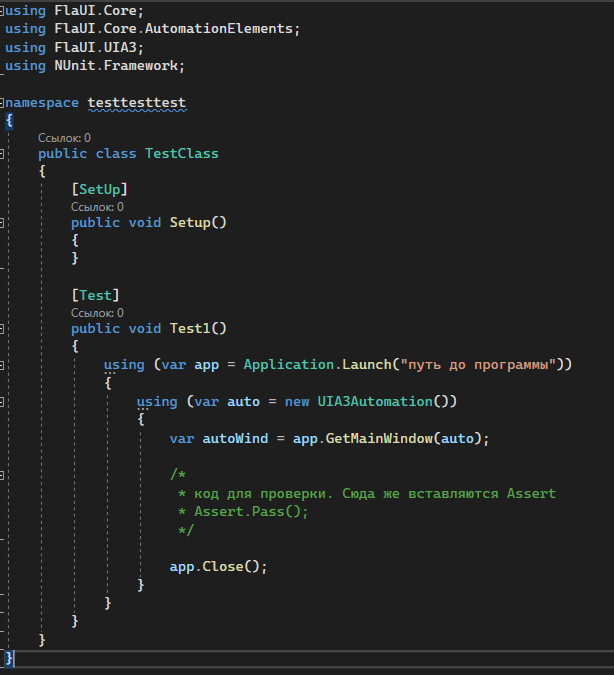 using FlaUI.Core;
using FlaUI.Core.AutomationElements;
using FlaUI.UIA3;
using NUnit.Framework;
namespace testtesttest
{
Ссылок: 0
public class TestClass
{
[SetUp]
Ссылок: 0
public void Setup()
{
}
[Test]
Ссылок: 0
public void Test1()
{
using (var app = Application.Launch("путь до программы"))
{
using (var auto = new UIA3Automation())
{
var autoWind = app.GetMainWindow(auto);
/*
* код для проверки. Сюда же вставляются Assert
* Assert.Pass();
*/
app.Close();
}
}
}
}
}